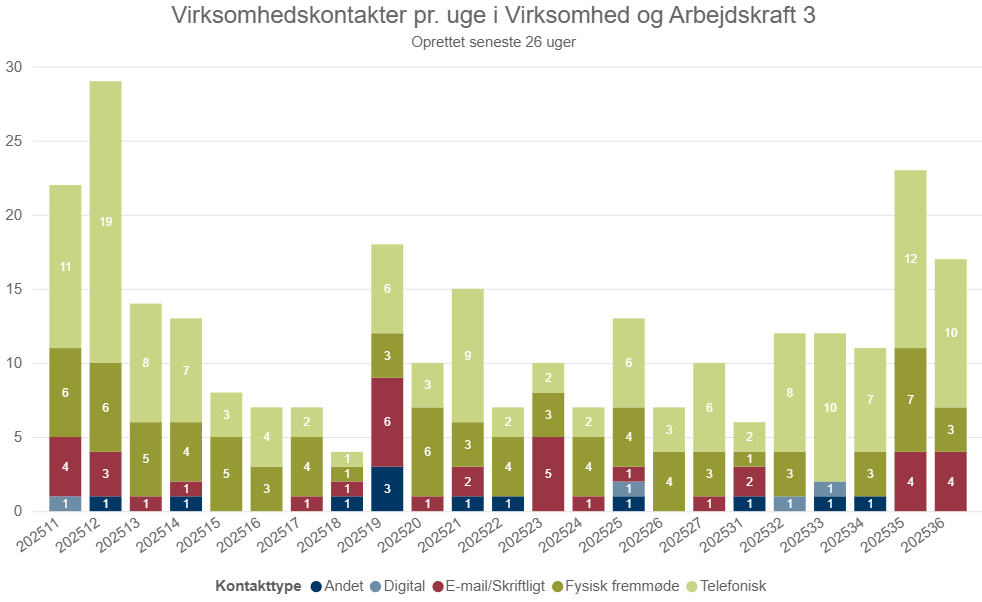 Virksomhedskontakter pr. uge i Virksomhed og Arbejdskraft 3
Oprettet seneste 26 uger
30
25
20
15
10
5
0
11 6 4 1
19 6 3 1
8 5 1
7 4 1 1
3 5
4 3
2 4 1
1 1 1 1
6 3 6 3
3 6 1
9 3 2 1
2 4 1
2 3 5
2 4 1
6 4 1 1 1
3 4
6 3 1
2 1 2 1
8 3 1
10 1 1
7 3 1
12 7 4
10 3 4
202511 202512 202513 202514 202515 202516 202517 202518 202519 202520 202521 202522 202523 202524 202525 202526 202527 202531 202532 202533 202534 202535 202536
Kontakttype Andet Digital E-mail/Skriftligt Fysisk fremmøde Telefonisk